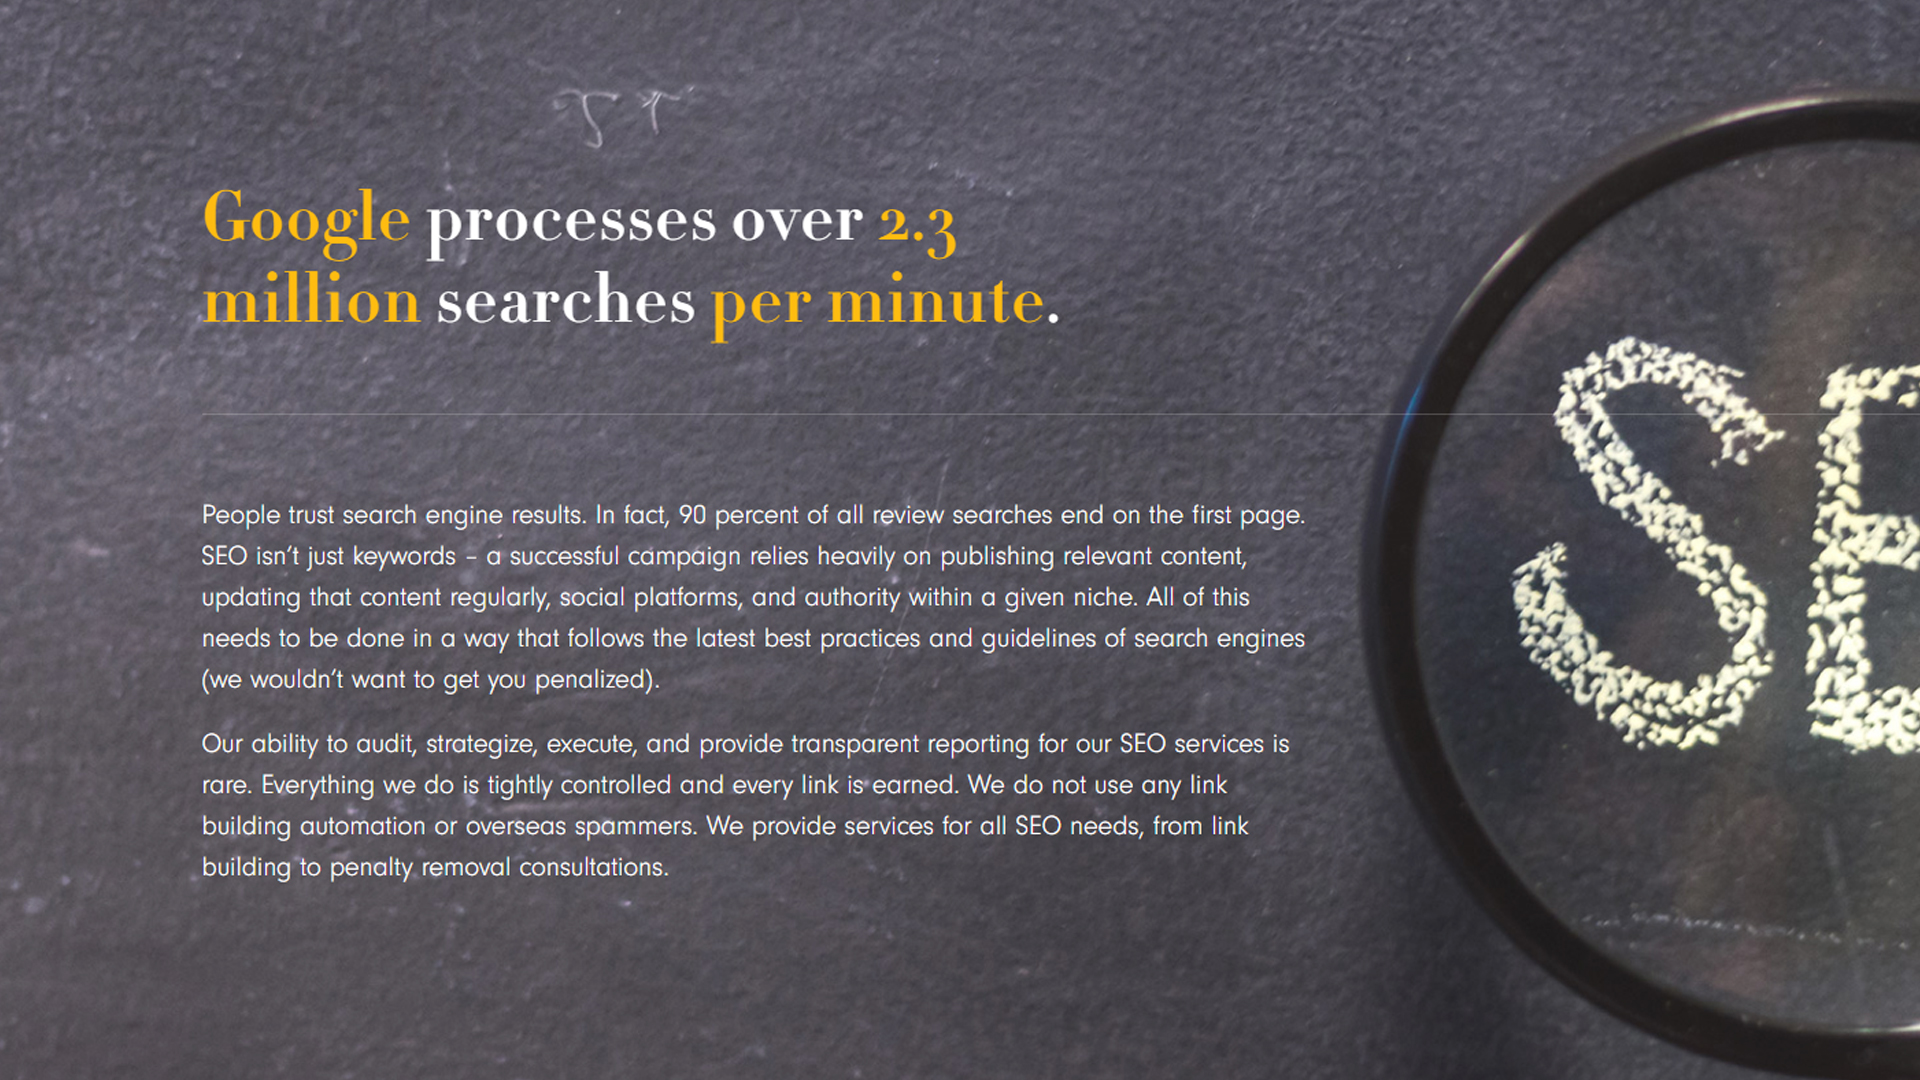 Google processes over 2.3
million searches per minute.
People trust search engine results. In fact, 90 percent of all review searches end on the first page.
SEO isn’t just keywords – a successful campaign relies heavily on publishing relevant content,
updating that content regularly, social platforms, and authority within a given niche. All of this
needs to be done in a way that follows the latest best practices and guidelines of search engines
(we wouldn’t want to get you penalized).
Our ability to audit, strategize, execute, and provide transparent reporting for our SEO services is
rare. Everything we do is tightly controlled and every link is earned. We do not use any link
building automation or overseas spammers. We provide services for all SEO needs, from link
building to penalty removal consultations.
SE